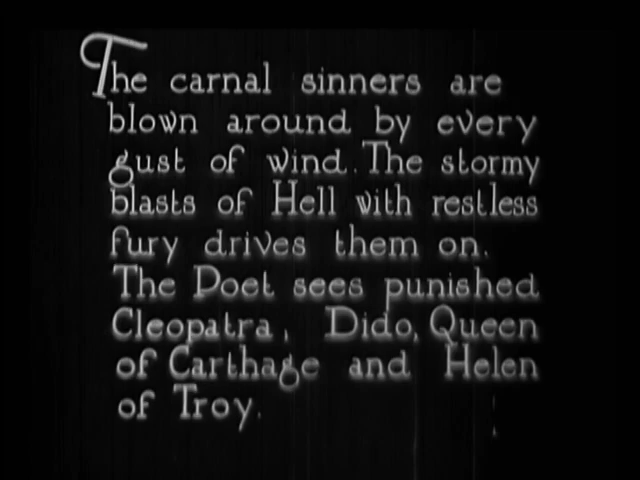 The carnal sinners are
blown around by every
gust of wind. The stormy
blasts of Hell with restless
fury drives them on.
The Poet sees punished
Cleopatra, Dido, Queen
of Carthage and Helen
of Troy.